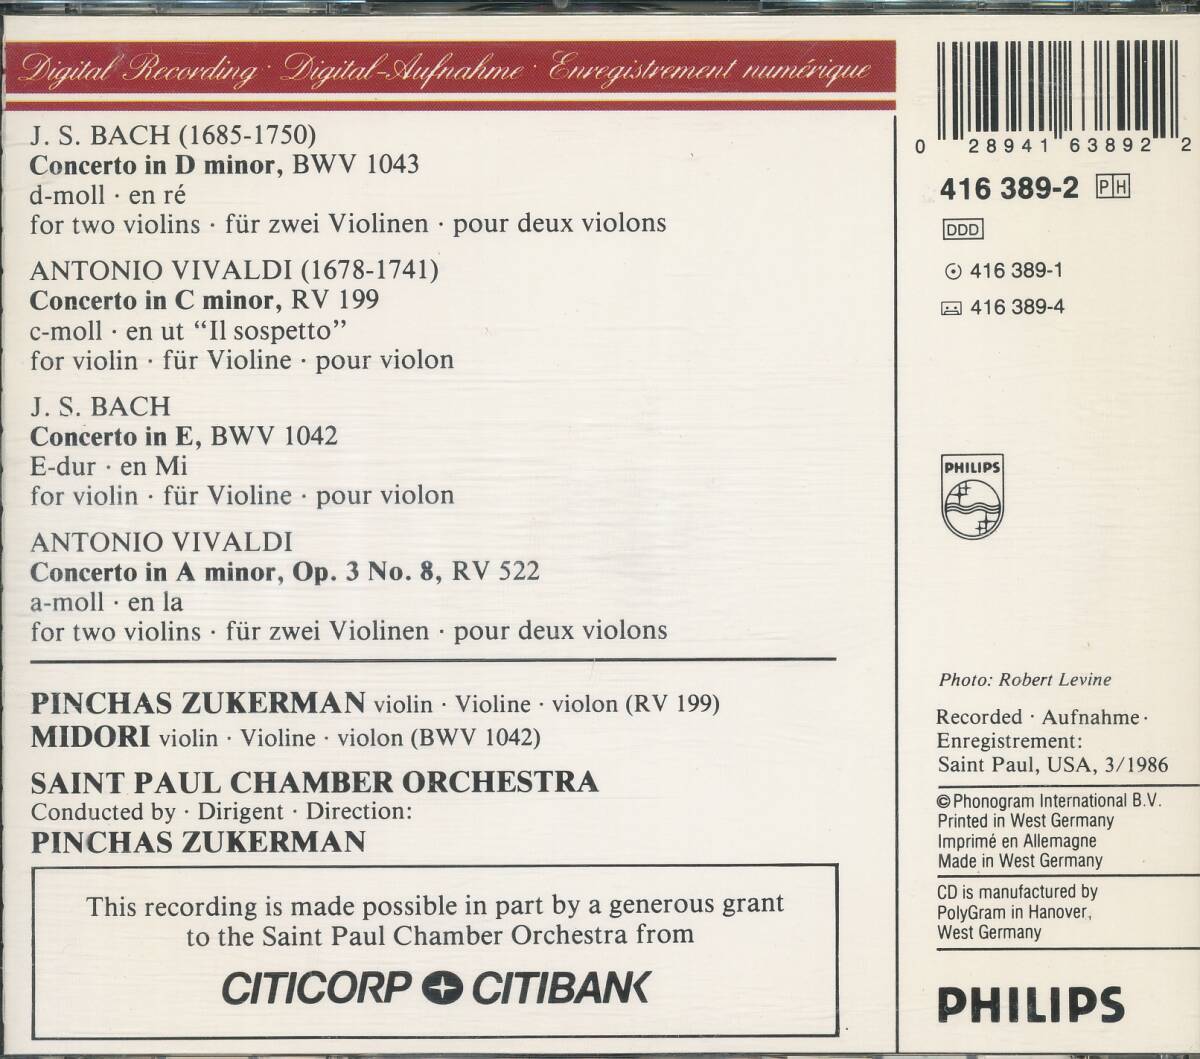 Digital Recording · Digital-Aufnahme · Enregistrement numérique
J. S. BACH (1685-1750)
Concerto in D minor, BWV 1043
d-moll · en ré
for two violins · für zwei Violinen · pour deux violons
ANTONIO VIVALDI (1678-1741)
Concerto in C minor, RV 199
c-moll · en ut “Il sospetto”
for violin · für Violine · pour violon
J. S. BACH
Concerto in E, BWV 1042
E-dur · en Mi
for violin · für Violine · pour violon
ANTONIO VIVALDI
Concerto in A minor, Op. 3 No. 8, RV 522
a-moll · en la
for two violins · für zwei Violinen · pour deux violons
PINCHAS ZUKERMAN violin · Violine · violon (RV 199)
MIDORI violin · Violine · violon (BWV 1042)
SAINT PAUL CHAMBER ORCHESTRA
Conducted by · Dirigent · Direction:
PINCHAS ZUKERMAN
This recording is made possible in part by a generous grant
to the Saint Paul Chamber Orchestra from
CITICORP CITIBANK
0 28941 63892 2
416 389-2 PH
DDD
416 389-1
416 389-4
PHILIPS
Photo: Robert Levine
Recorded · Aufnahme ·
Enregistrement:
Saint Paul, USA, 3/1986
© Phonogram International B.V.
Printed in West Germany
Imprimé en Allemagne
Made in West Germany
CD is manufactured by
PolyGram in Hanover,
West Germany
PHILIPS